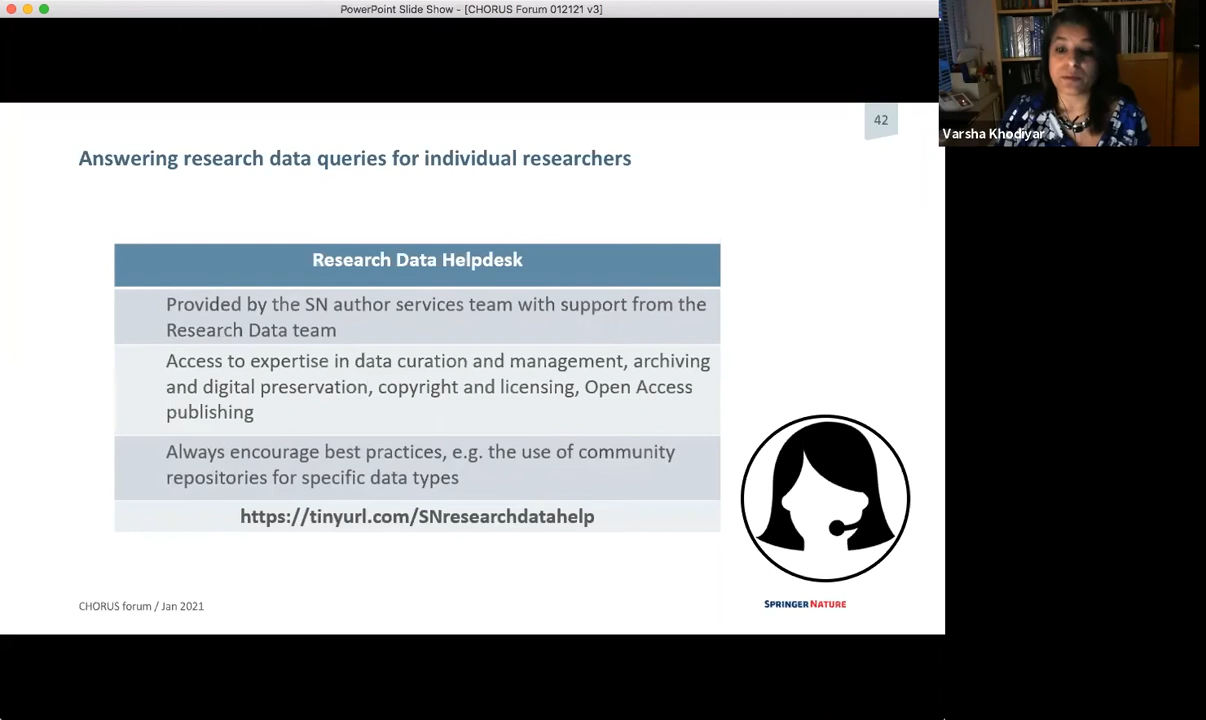 PowerPoint Slide Show - [CHORUS Forum 012121 v3]
Varsha Khodiyar
42
Answering research data queries for individual researchers
Research Data Helpdesk
Provided by the SN author services team with support from the
Research Data team
Access to expertise in data curation and management, archiving
and digital preservation, copyright and licensing, Open Access
publishing
Always encourage best practices, e.g. the use of community
repositories for specific data types
https://tinyurl.com/SNresearchdatahelp
CHORUS forum / Jan 2021
SPRINGER NATURE